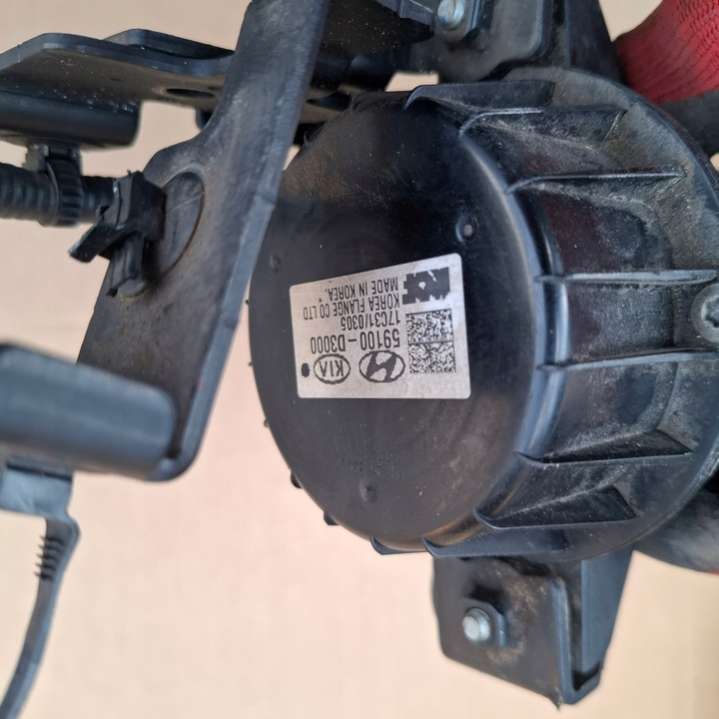 KIA
59100-D3000
17C31/0305
KOREA FLANGE CO LTD
MADE IN KOREA.